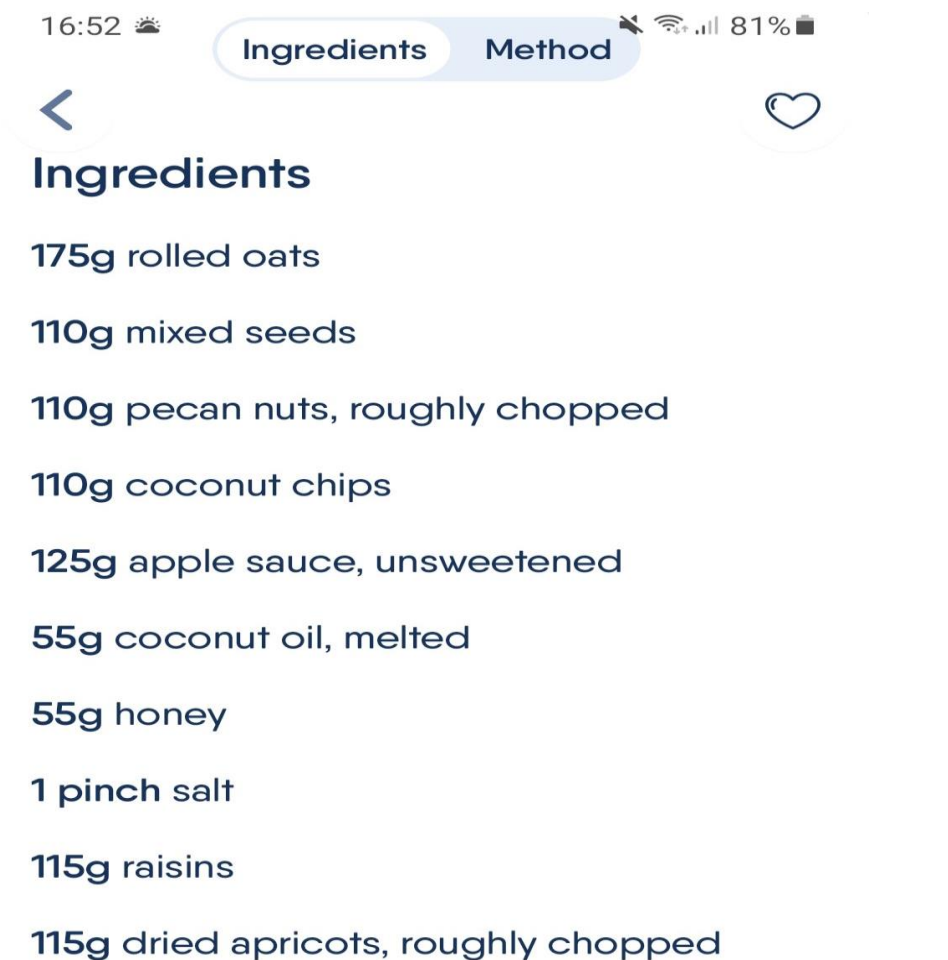 16:52 81%
Ingredients Method
Ingredients
175g rolled oats
110g mixed seeds
110g pecan nuts, roughly chopped
110g coconut chips
125g apple sauce, unsweetened
55g coconut oil, melted
55g honey
1 pinch salt
115g raisins
115g dried apricots, roughly chopped